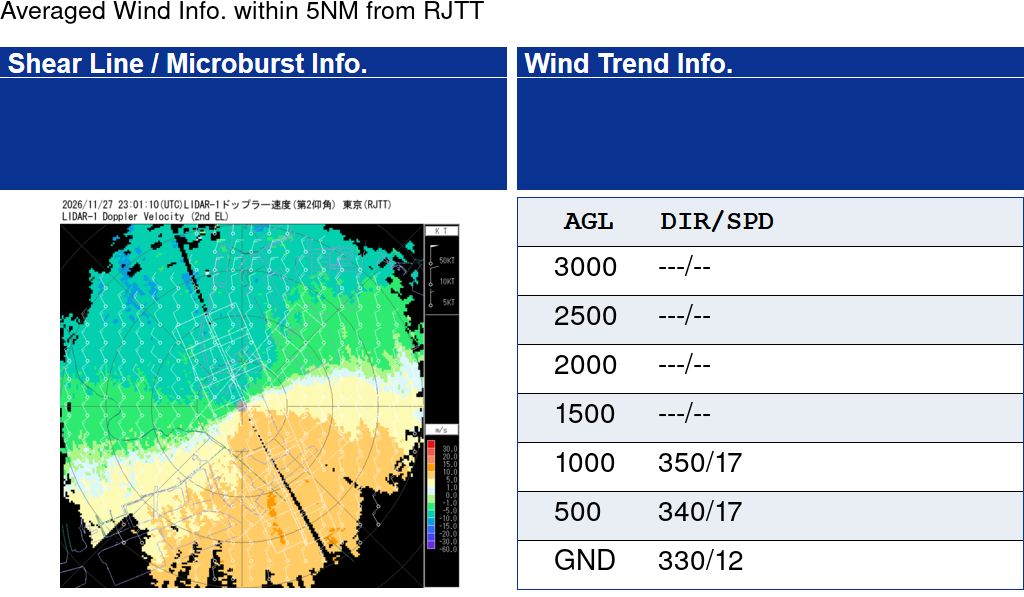 Averaged Wind Info. within 5NM from RJTT
Shear Line / Microburst Info.
Wind Trend Info.
2026/11/27 23:01:10(UTC)LIDAR-1ドップラー速度(第2仰角) 東京(RJTT)
LIDAR-1 Doppler Velocity (2nd EL)
KT
50KT
10KT
5KT
m/s
30.0
20.0
15.0
10.0
5.0
1.0
0.0
-1.0
-5.0
-10.0
-15.0
-20.0
-30.0
-60.0
AGL DIR/SPD
3000 ---/--
2500 ---/--
2000 ---/--
1500 ---/--
1000 350/17
500 340/17
GND 330/12